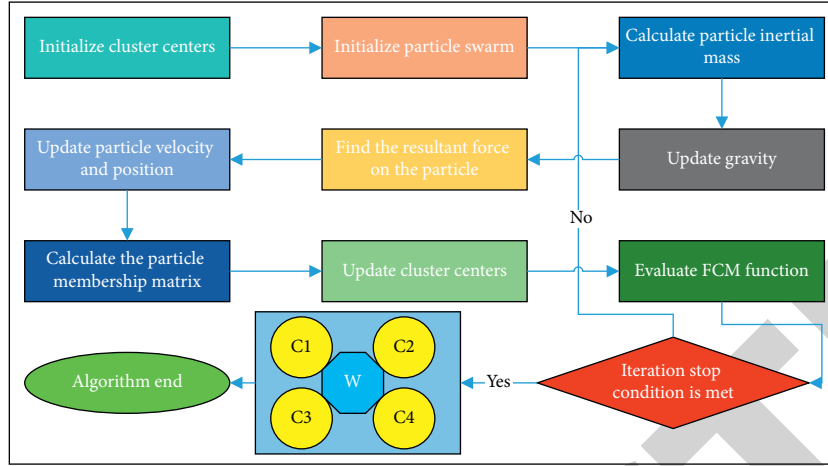 Initialize cluster centers
Initialize particle swarm
Calculate particle inertial
mass
Update particle velocity
and position
Find the resultant force
on the particle
Update gravity
No
Calculate the particle
membership matrix
Update cluster centers
Evaluate FCM function
Algorithm end
C1
C2
W
C3
C4
Yes
Iteration stop
condition is met